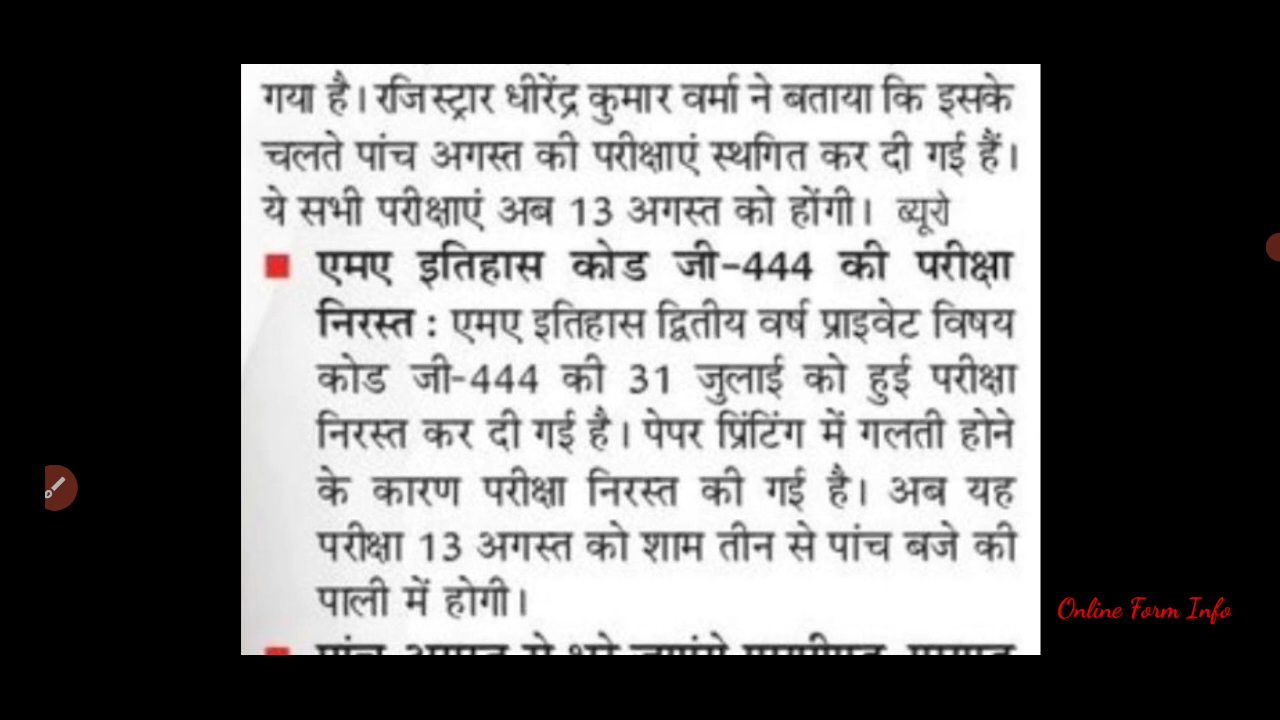 गया है। रजिस्ट्रार धीरेंद्र कुमार वर्मा ने बताया कि इसके
चलते पांच अगस्त की परीक्षाएं स्थगित कर दी गई हैं।
ये सभी परीक्षाएं अब 13 अगस्त को होंगी। ब्यूरो
एमए इतिहास कोड जी-444 की परीक्षा
निरस्त : एमए इतिहास द्वितीय वर्ष प्राइवेट विषय
कोड जी-444 की 31 जुलाई को हुई परीक्षा
निरस्त कर दी गई है। पेपर प्रिंटिंग में गलती होने
के कारण परीक्षा निरस्त की गई है। अब यह
परीक्षा 13 अगस्त को शाम तीन से पांच बजे की
पाली में होगी।
Online Form Info